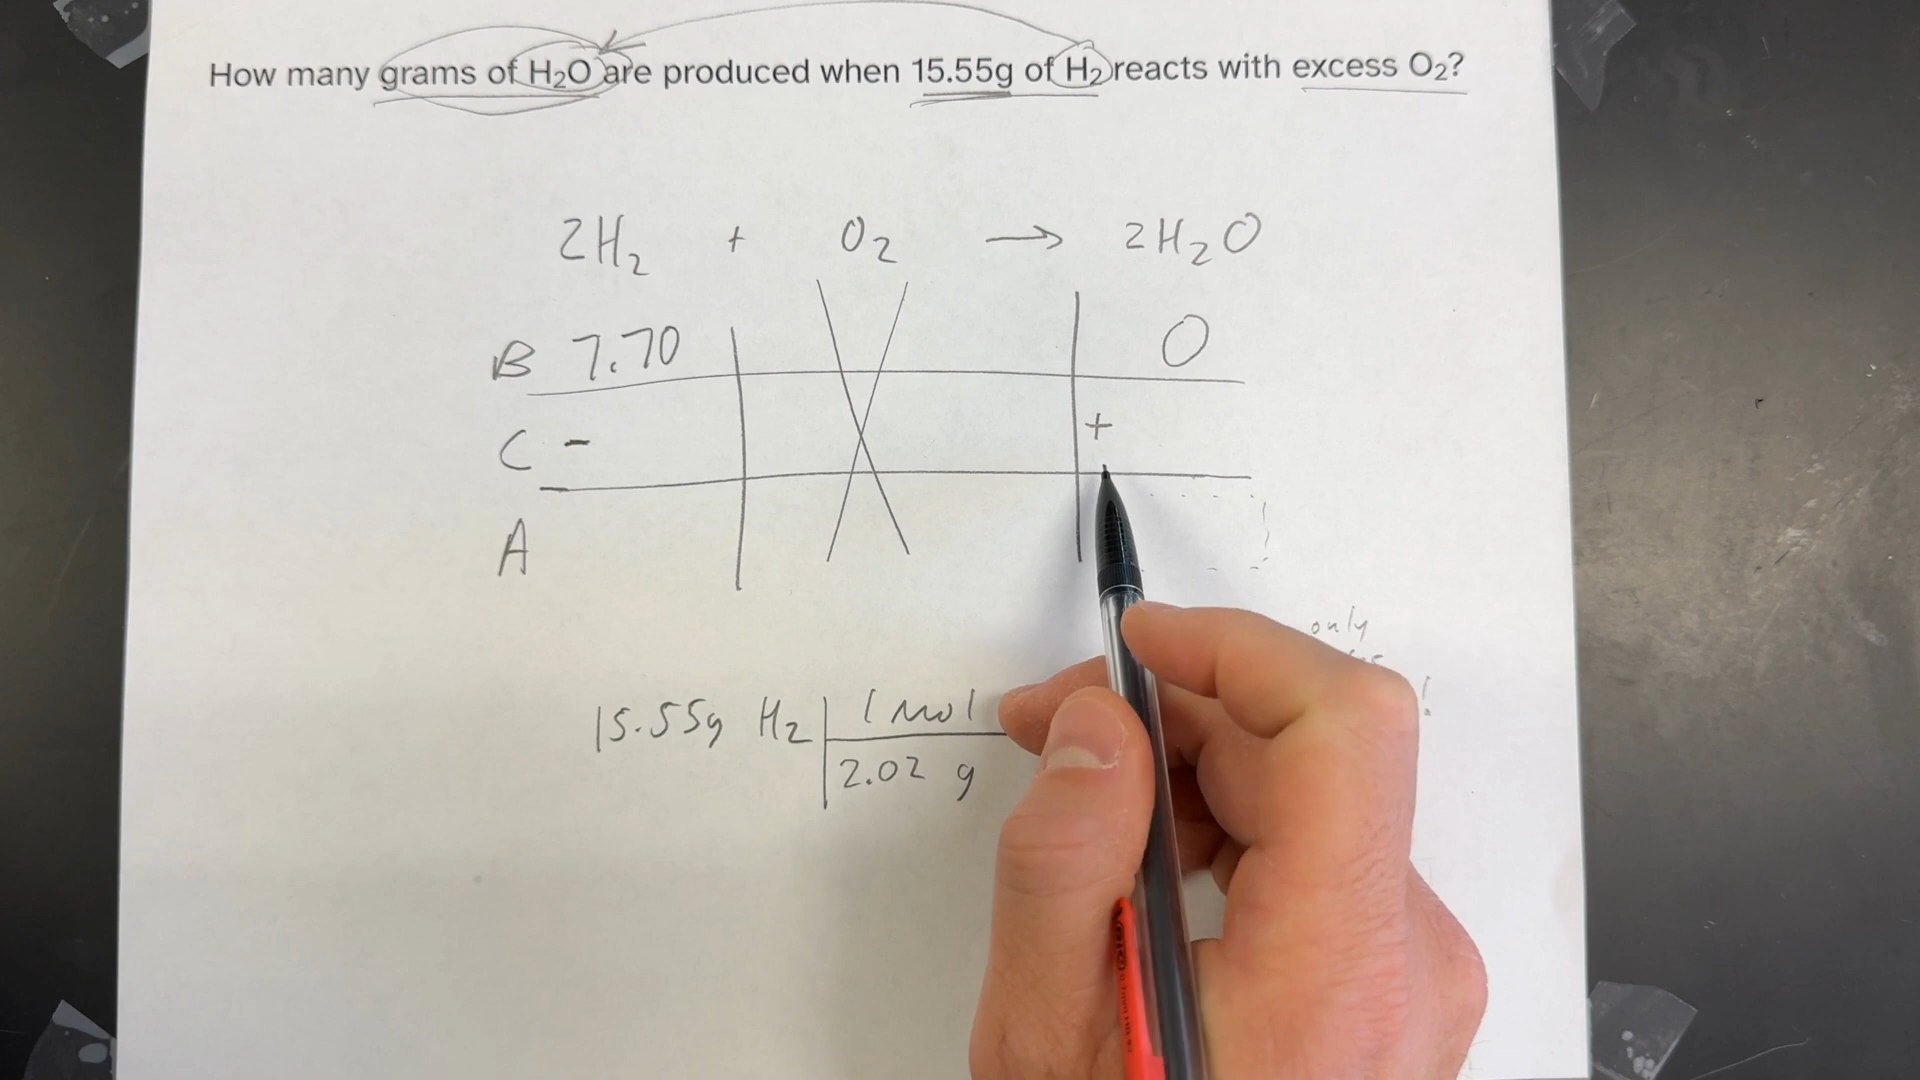 How many grams of H₂O are produced when 15.55g of H₂ reacts with excess O₂?
2H₂ + O₂ → 2H₂O
B 7.70 0
C - +
A
only
!
15.55g H₂ 1 mol
2.02 g